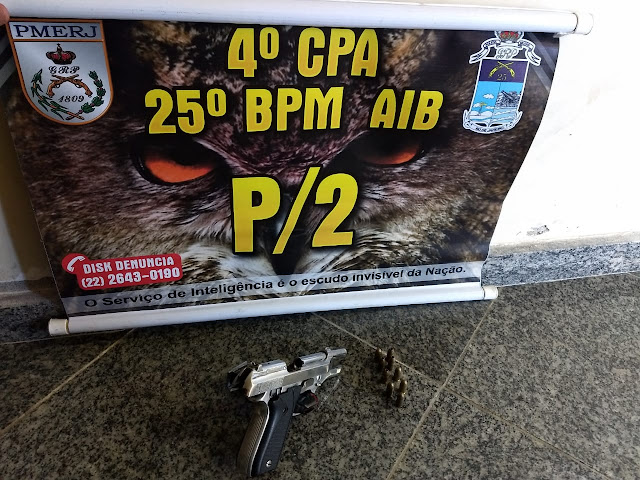 PMERJ
GRP
1809
4º CPA
25º BPM AIB
P/2
DISK DENUNCIA
(22) 2643-0190
O Serviço de Inteligência é o escudo invisível da Nação.